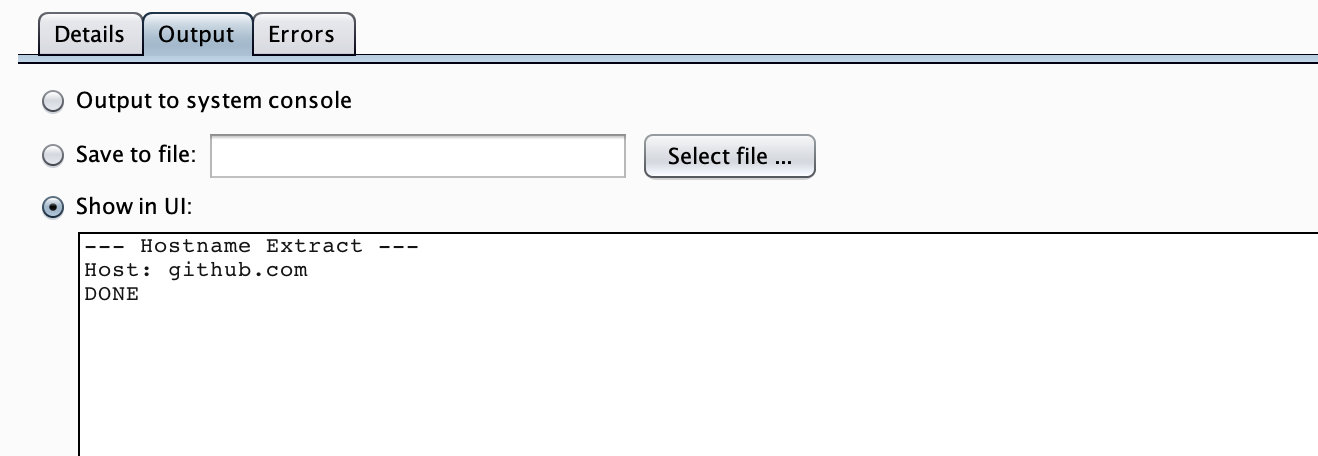 Details Output Errors
Output to system console
Save to file: Select file ...
Show in UI:
--- Hostname Extract ---
Host: github.com
DONE